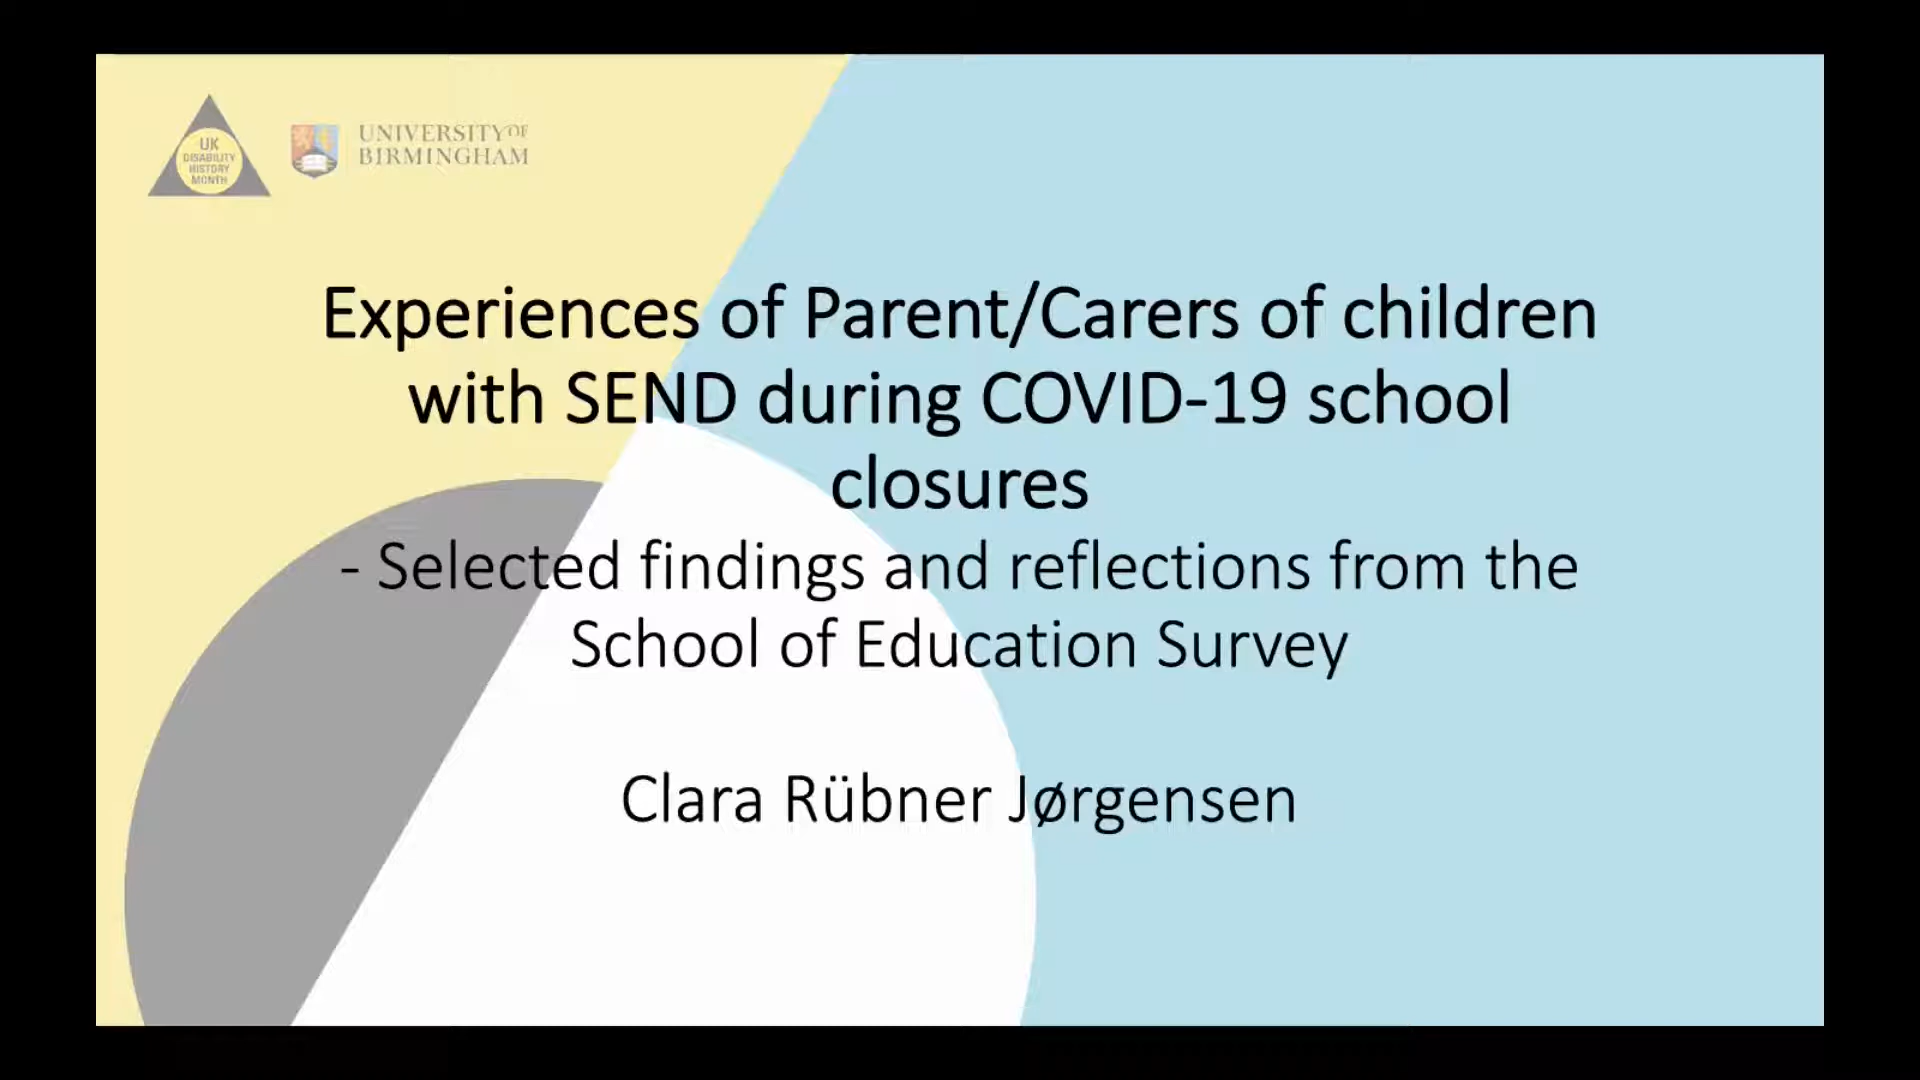 UK
DISABILITY
HISTORY
MONTH
UNIVERSITY OF
BIRMINGHAM
Experiences of Parent/Carers of children
with SEND during COVID-19 school
closures
- Selected findings and reflections from the
School of Education Survey
Clara Rübner Jørgensen